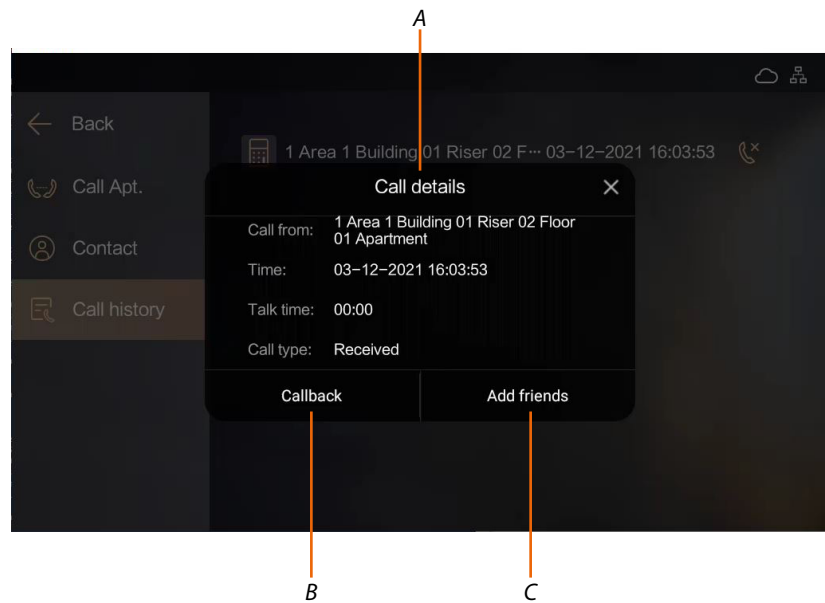 A
Back
1 Area 1 Building 01 Riser 02 F··· 03-12-2021 16:03:53
Call Apt.
Call details
Call from: 1 Area 1 Building 01 Riser 02 Floor
01 Apartment
Contact
Time: 03-12-2021 16:03:53
Call history
Talk time: 00:00
Call type: Received
Callback Add friends
B C